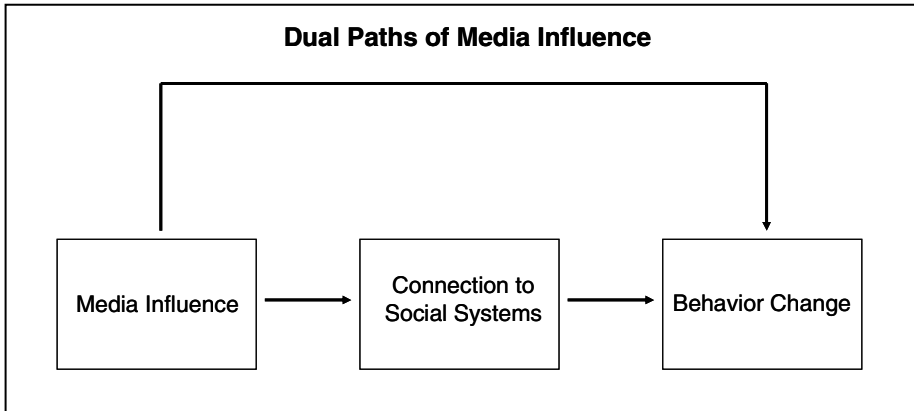 Dual Paths of Media Influence
Media Influence
Connection to
Social Systems
Behavior Change